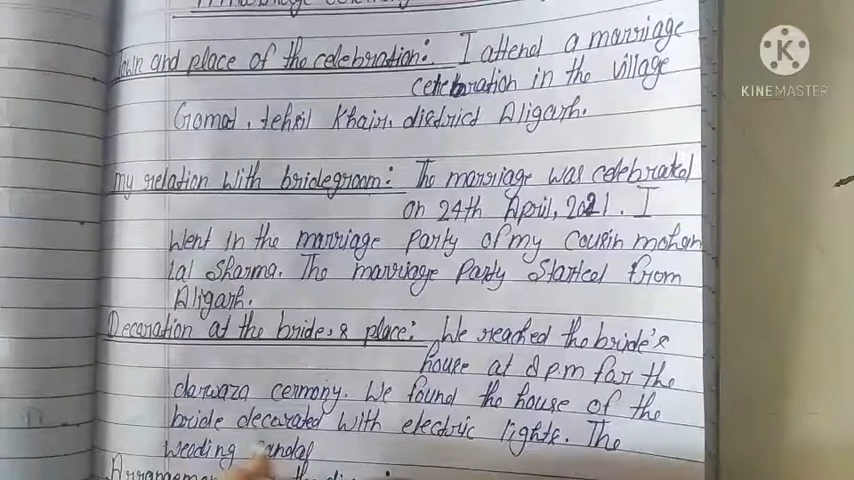 and place of the celebration: I attend a marriage
celebration in the village
Gomat, tehsil Khair, district Aligarh.
My relation with bridegroom: The marriage was celebrated
on 24th April, 2021. I
Went in the marriage party of my cousin mohan
lal Sharma. The marriage Party Started from
Aligarh.
Decoration at the bride's place: We reached the bride's
house at 8 pm for the
darwaza cermony. We found the house of the
bride decorated with electric lights. The
weading
KINEMASTER